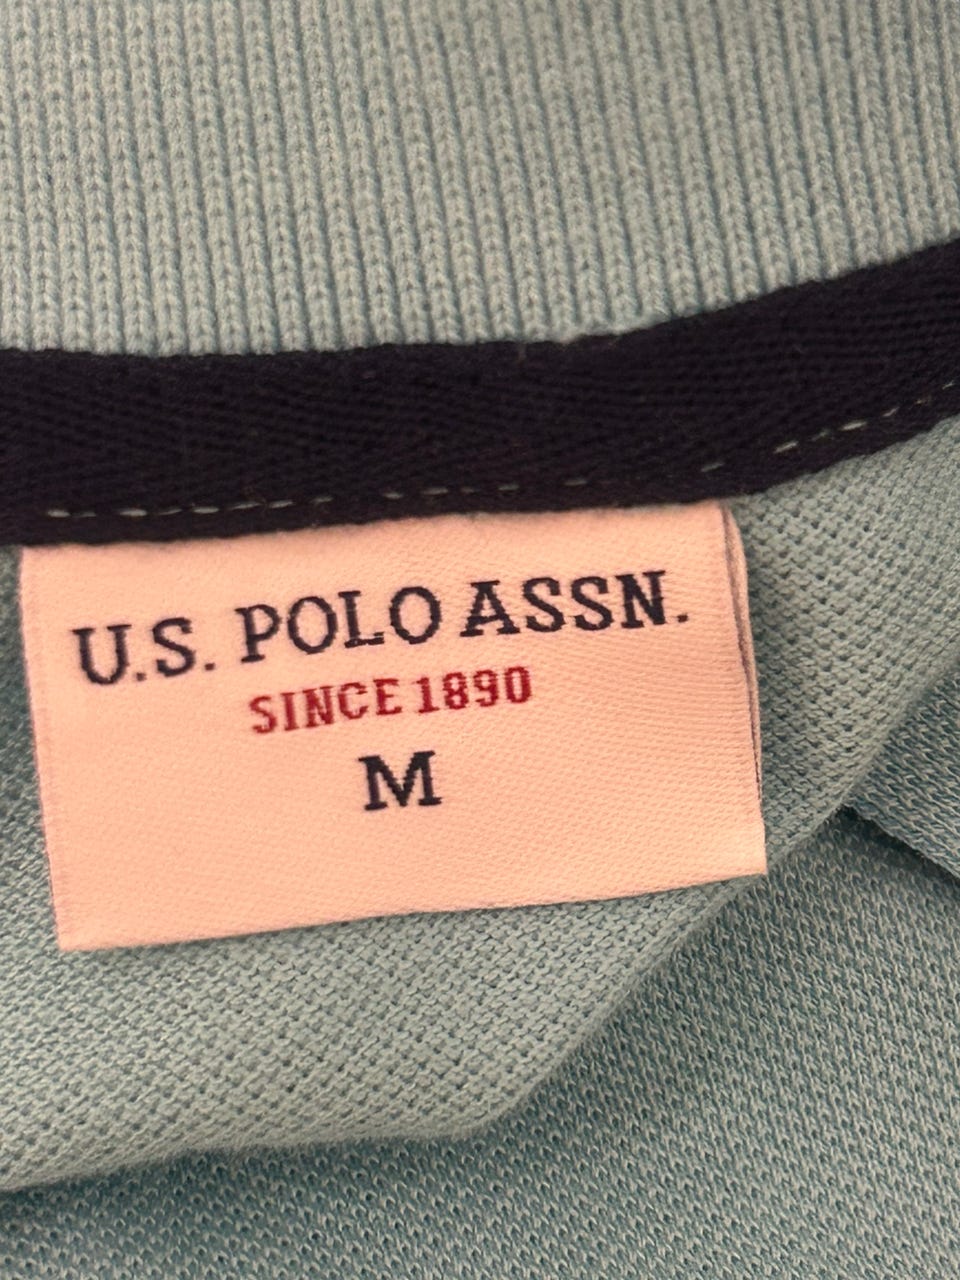 U.S. POLO ASSN.
SINCE 1890
M